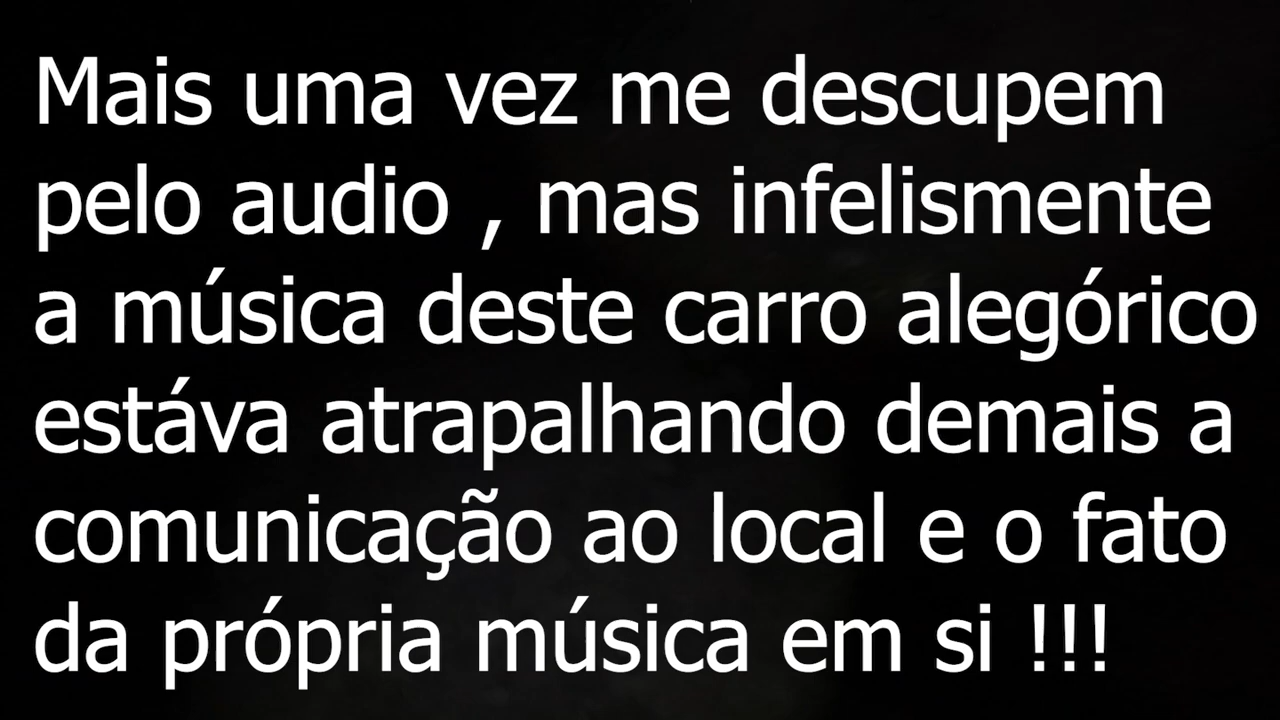 Mais uma vez me descupem
pelo audio , mas infelismente
a música deste carro alegórico
estáva atrapalhando demais a
comunicação ao local e o fato
da própria música em si !!!